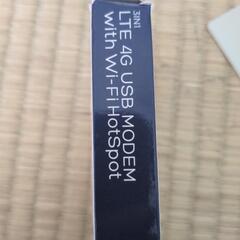 3IN1
LTE 4G USB MODEM
with Wi-Fi HotSpot